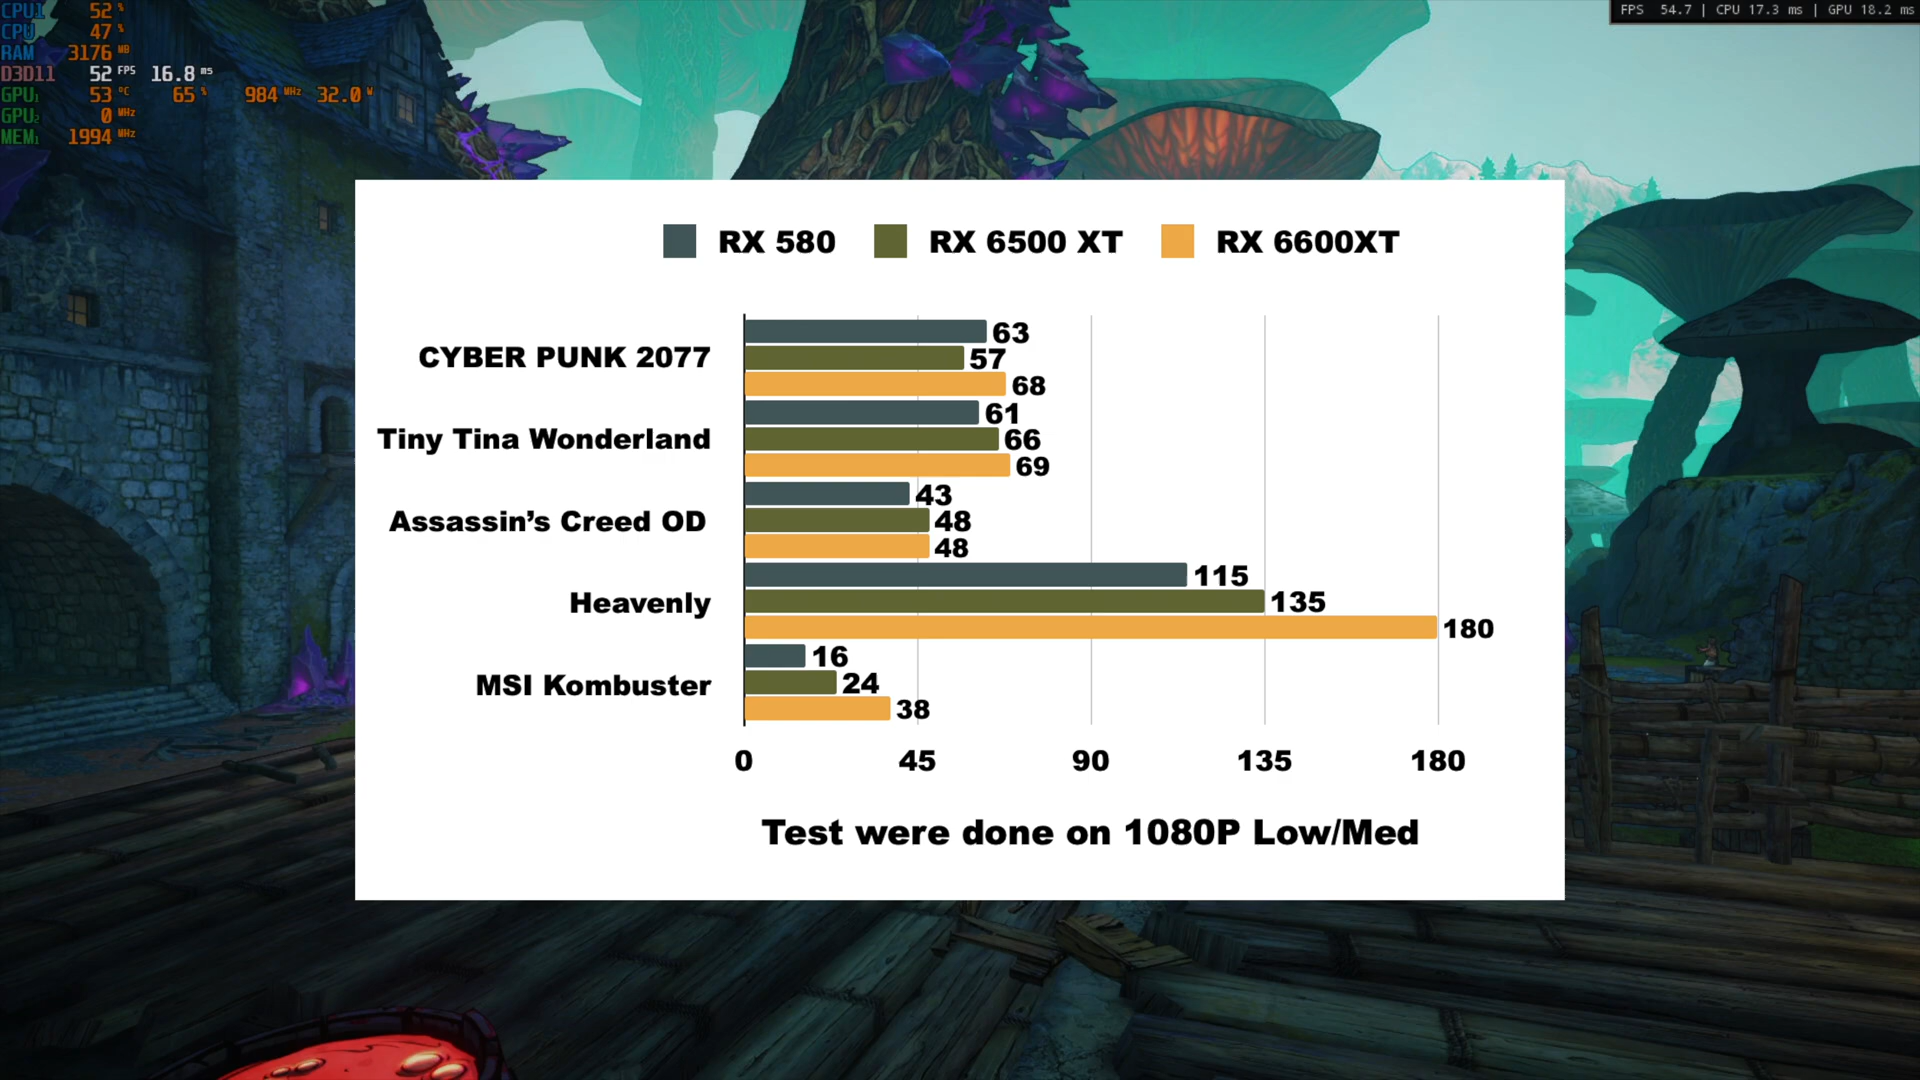 CPU1 52 %
CPU 47 %
RAM 3176 MB
D3D11 52 FPS 16.8 ms
GPU1 53 °C 65 % 984 MHz 32.0 W
GPU2 0 MHz
MEM1 1994 MHz
FPS 54.7 | CPU 17.3 ms | GPU 18.2 ms
RX 580 RX 6500 XT RX 6600XT
CYBER PUNK 2077
63
57
68
Tiny Tina Wonderland
61
66
69
Assassin’s Creed OD
43
48
48
Heavenly
115
135
180
MSI Kombuster
16
24
38
0 45 90 135 180
Test were done on 1080P Low/Med